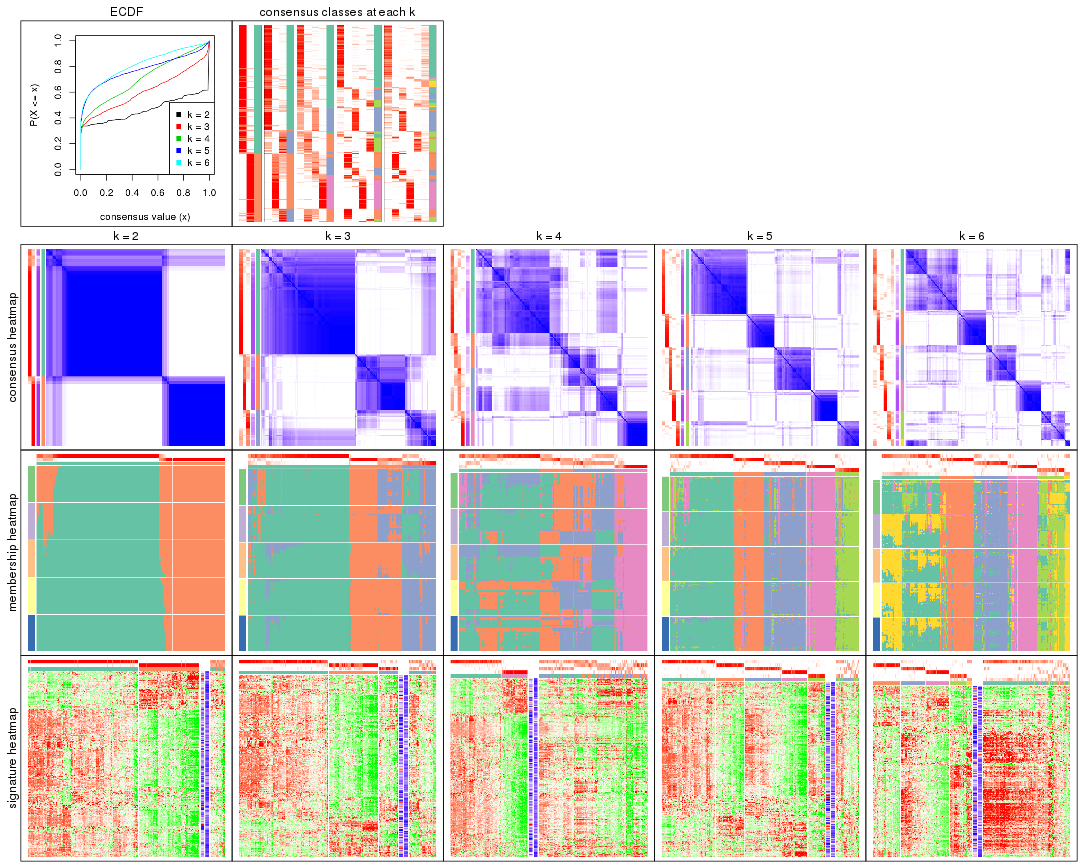 ECDF
consensus classes at each k
P(X <= x)
0.0 0.2 0.4 0.6 0.8 1.0
k = 2
k = 3
k = 4
k = 5
k = 6
0.0 0.2 0.4 0.6 0.8 1.0
consensus value (x)
k = 2
k = 3
k = 4
k = 5
k = 6
consensus heatmap
membership heatmap
signature heatmap